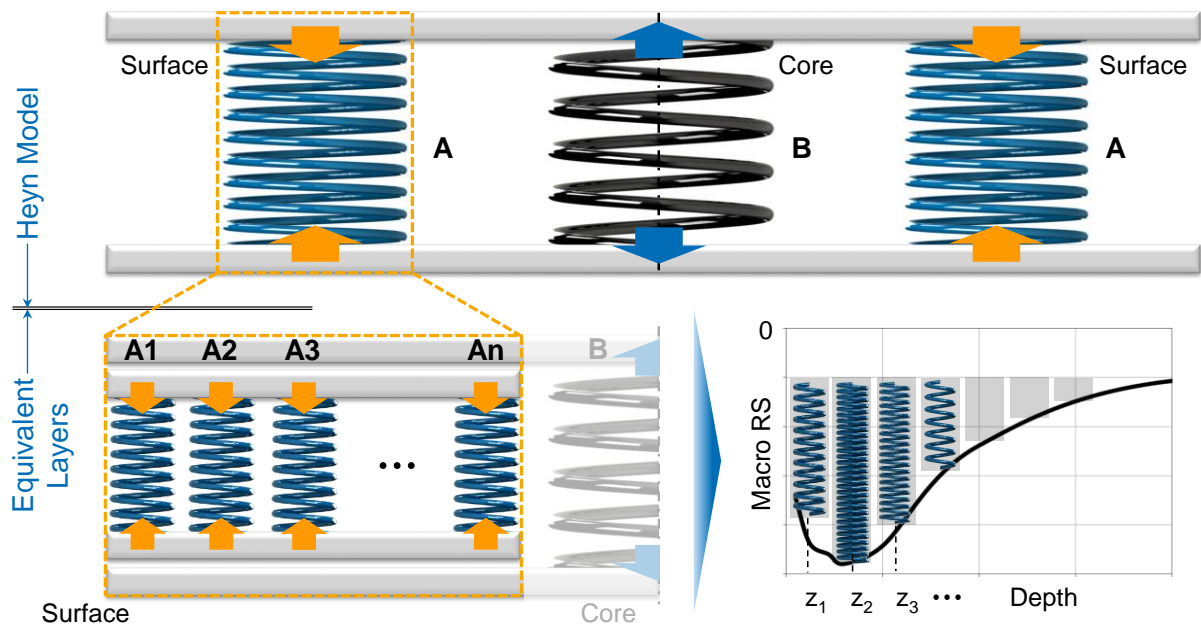 Surface
Core
Surface
A
B
A
Heyn Model
Equivalent
Layers
A1 A2 A3 An B
•••
Surface
Core
0
Macro RS
z1 z2 z3 ••• Depth